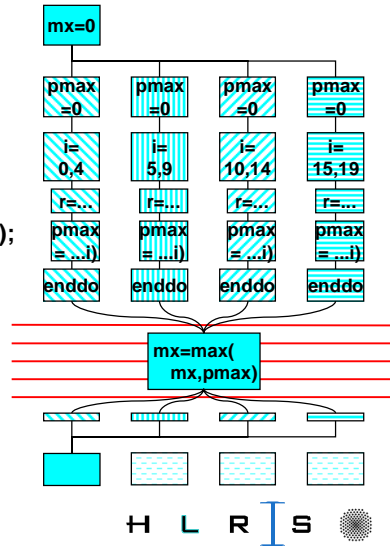 mx=0
pmax pmax pmax pmax
=0 =0 =0 =0
i= i= i= i=
0,4 5,9 10,14 15,19
r=... r=... r=... r=...
);
pmax pmax pmax pmax
= ...i) = ...i) = ...i) = ...i)
enddo enddo enddo enddo
mx=max(
mx,pmax)
H L R I S